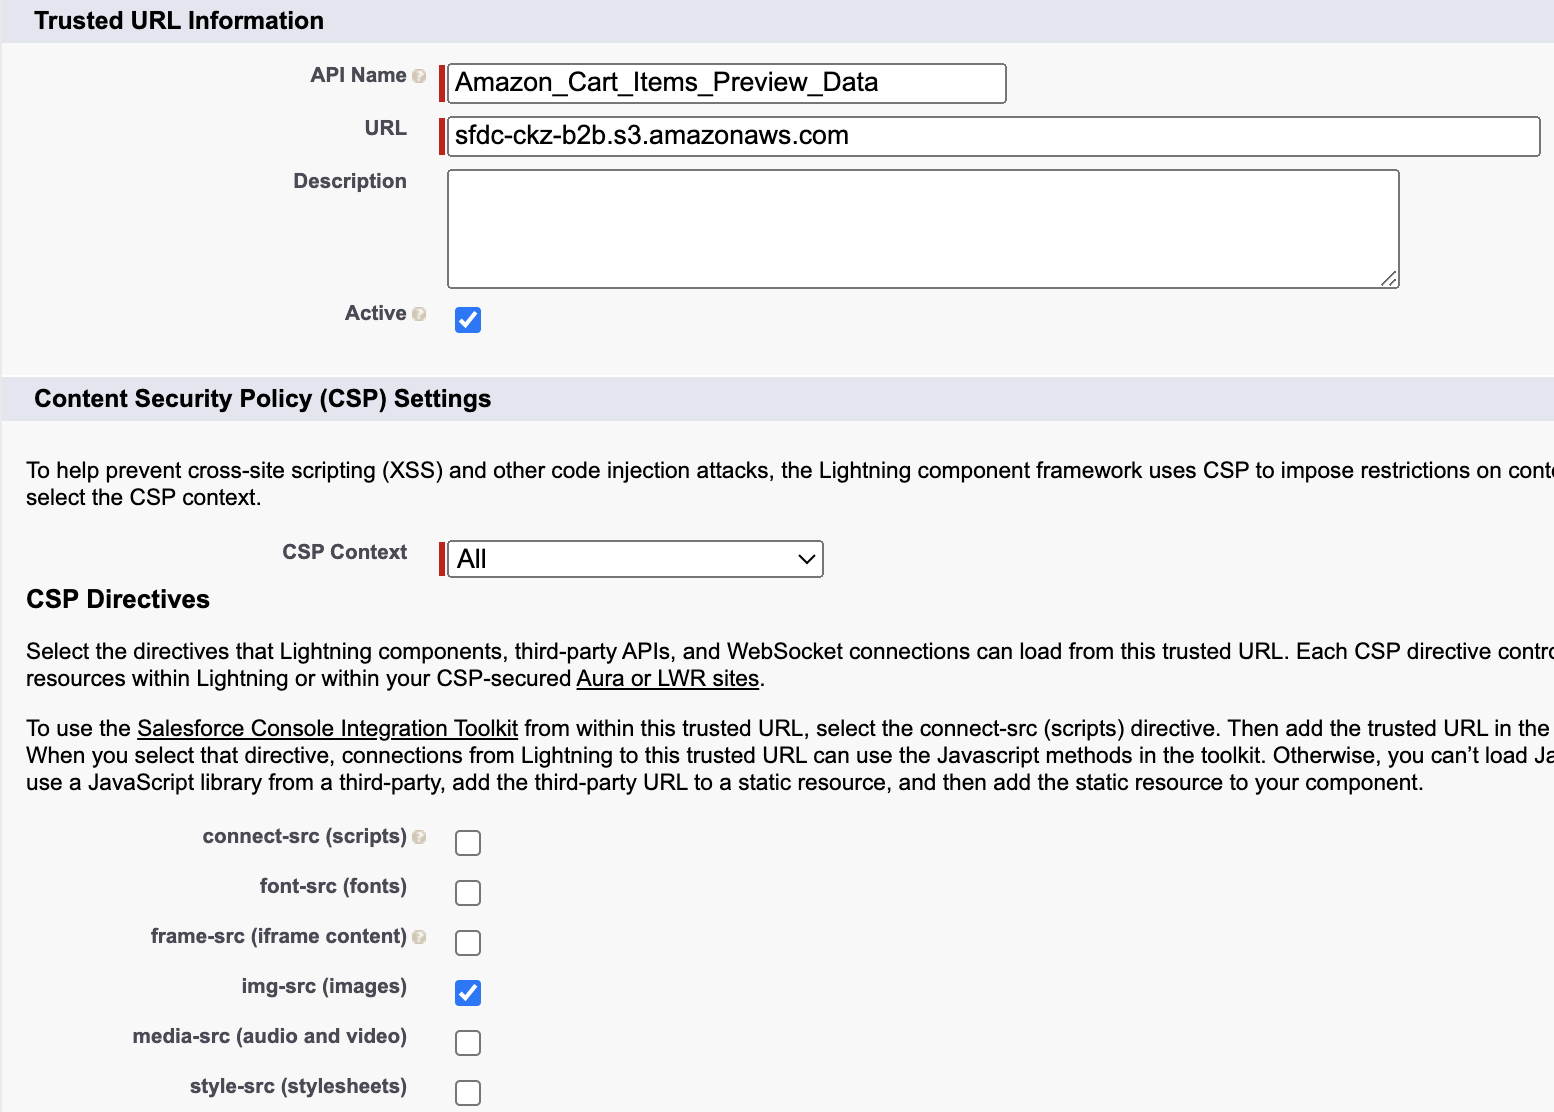 Trusted URL Information
API Name
Amazon_Cart_Items_Preview_Data
URL
sfdc-ckz-b2b.s3.amazonaws.com
Description
Active
Content Security Policy (CSP) Settings
To help prevent cross-site scripting (XSS) and other code injection attacks, the Lightning component framework uses CSP to impose restrictions on
select the CSP context.
CSP Context
All
CSP Directives
Select the directives that Lightning components, third-party APIs, and WebSocket connections can load from this trusted URL. Each CSP directive
resources within Lightning or within your CSP-secured Aura or LWR sites.
To use the Salesforce Console Integration Toolkit from within this trusted URL, select the connect-src (scripts) directive. Then add the trusted URL in the
When you select that directive, connections from Lightning to this trusted URL can use the Javascript methods in the toolkit. Otherwise, you can’t load
use a JavaScript library from a third-party, add the third-party URL to a static resource, and then add the static resource to your component.
connect-src (scripts)
font-src (fonts)
frame-src (iframe content)
img-src (images)
media-src (audio and video)
style-src (stylesheets)